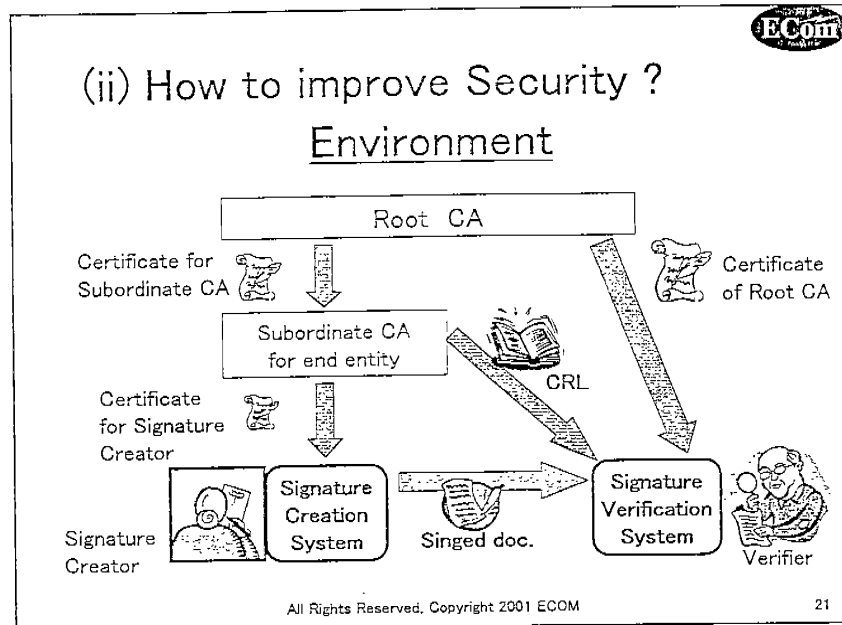 ECom
(ii) How to improve Security ?
Environment
Root CA
Certificate for
Subordinate CA
Certificate
of Root CA
Subordinate CA
for end entity
CRL
Certificate
for Signature
Creator
Signature
Creation
System
Singed doc.
Signature
Verification
System
Signature
Creator
Verifier
All Rights Reserved, Copyright 2001 ECOM
21